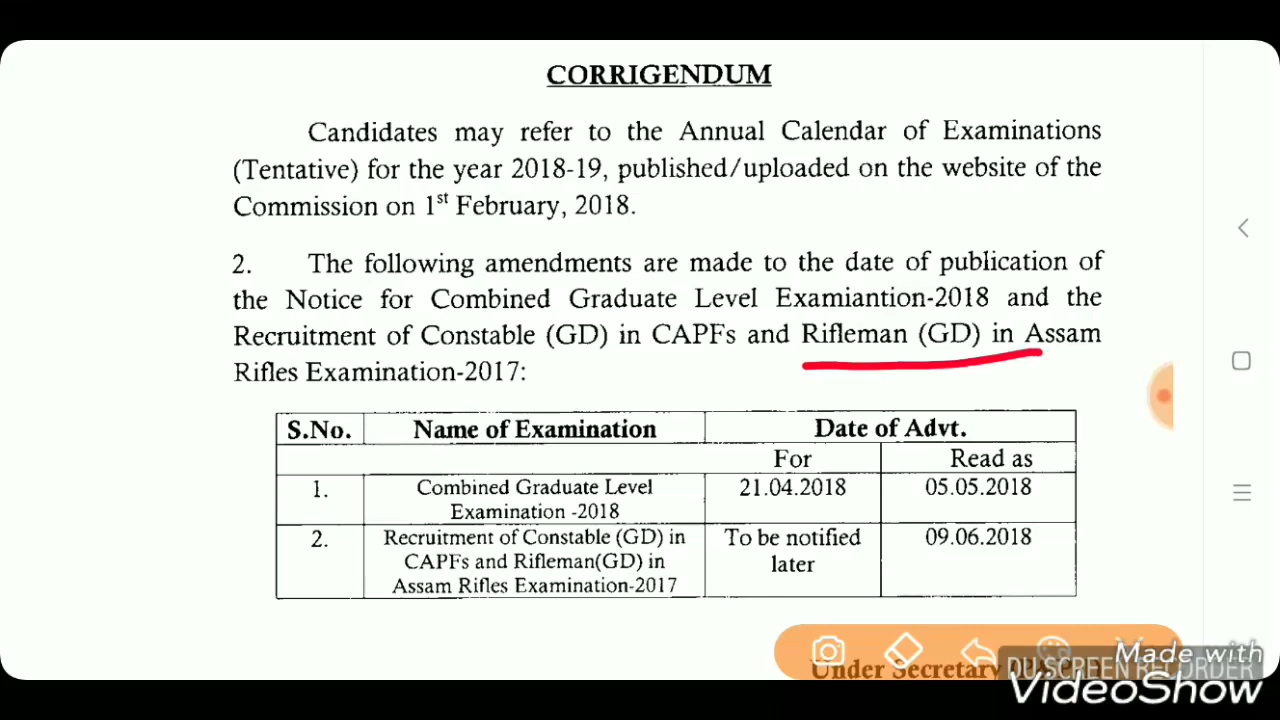 CORRIGENDUM
Candidates may refer to the Annual Calendar of Examinations
(Tentative) for the year 2018-19, published/uploaded on the website of the
Commission on 1st February, 2018.
2. The following amendments are made to the date of publication of
the Notice for Combined Graduate Level Examiantion-2018 and the
Recruitment of Constable (GD) in CAPFs and Rifleman (GD) in Assam
Rifles Examination-2017:
S.No. Name of Examination Date of Advt.
For Read as
1. Combined Graduate Level 21.04.2018 05.05.2018
Examination -2018
2. Recruitment of Constable (GD) in To be notified 09.06.2018
CAPFs and Rifleman(GD) in later
Assam Rifles Examination-2017
Under Secretary
DU SCREEN RECORDER
Made with
VideoShow